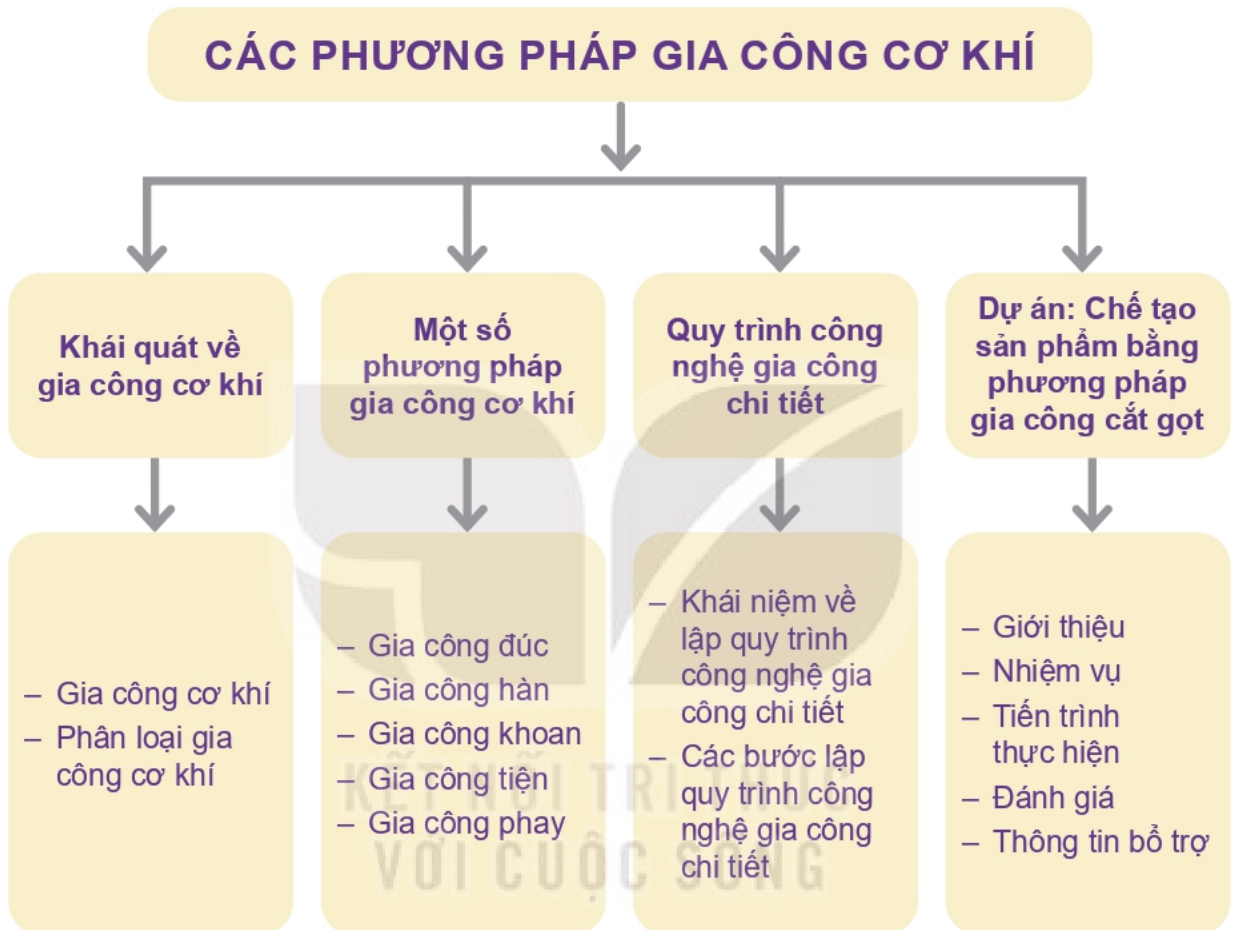 CÁC PHƯƠNG PHÁP GIA CÔNG CƠ KHÍ
Khái quát về
gia công cơ khí
Một số
phương pháp
gia công cơ khí
Quy trình công
nghệ gia công
chi tiết
Dự án: Chế tạo
sản phẩm bằng
phương pháp
gia công cắt gọt
– Gia công cơ khí
– Phân loại gia
công cơ khí
– Gia công đúc
– Gia công hàn
– Gia công khoan
– Gia công tiện
– Gia công phay
– Khái niệm về
lập quy trình
công nghệ gia
công chi tiết
– Các bước lập
quy trình công
nghệ gia công
chi tiết
– Giới thiệu
– Nhiệm vụ
– Tiến trình
thực hiện
– Đánh giá
– Thông tin bổ trợ
KẾT NỐI TRI THỨC
VỚI CUỘC SỐNG